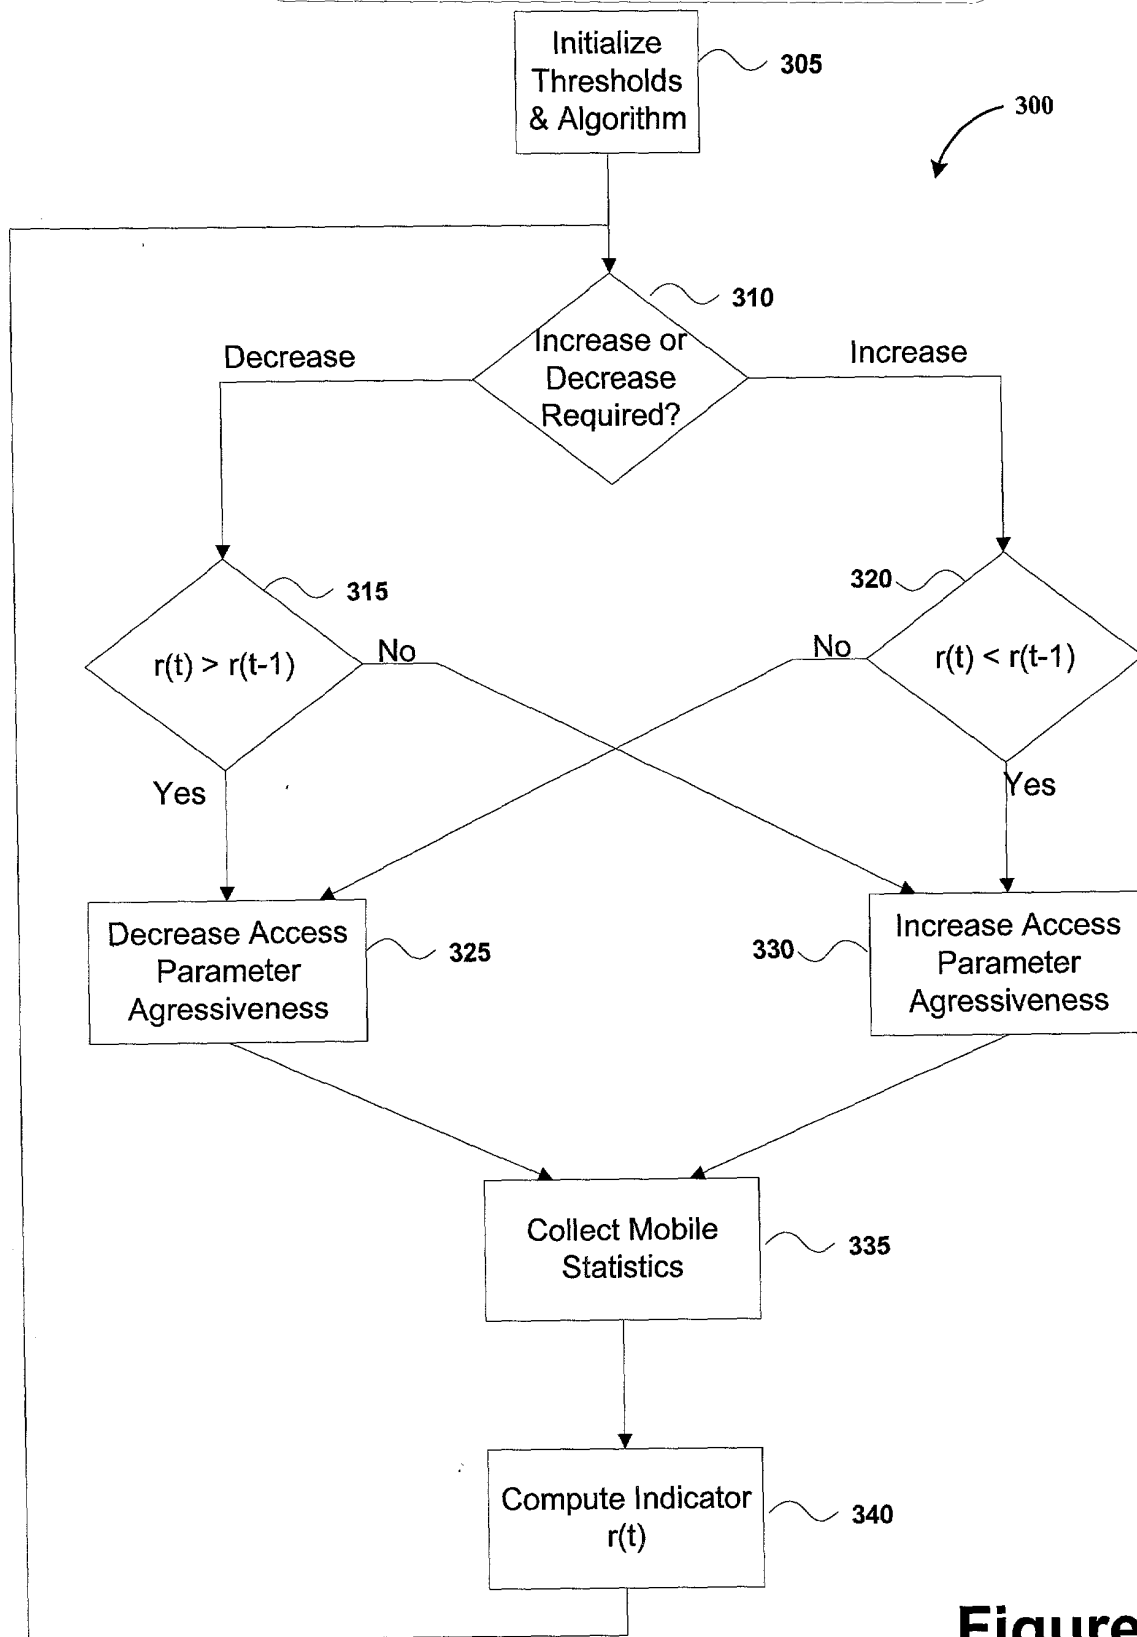 Initialize
Thresholds
& Algorithm
305
300
310
Increase or
Decrease
Required?
Decrease
Increase
315
320
r(t) > r(t-1)
No
No
r(t) < r(t-1)
Yes
Yes
Decrease Access
Parameter
Agressiveness
325
330
Increase Access
Parameter
Agressiveness
Collect Mobile
Statistics
335
Compute Indicator
r(t)
340
Figure